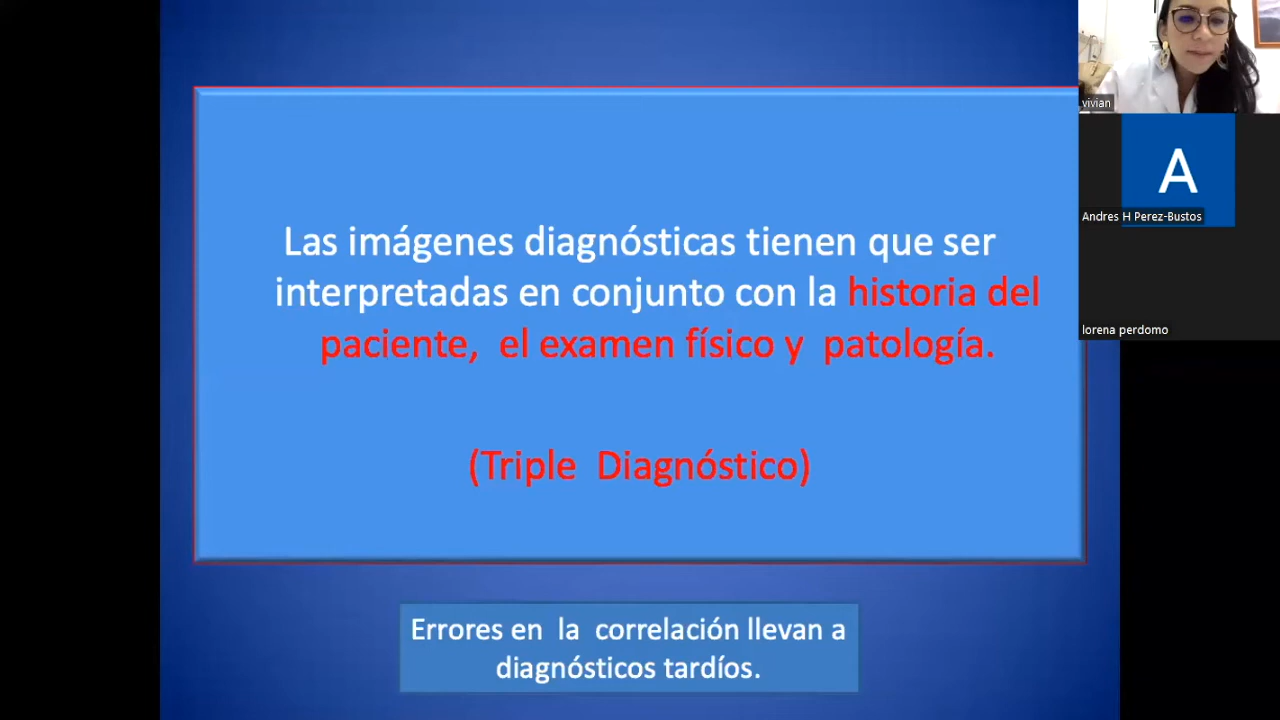 Las imágenes diagnósticas tienen que ser
interpretadas en conjunto con la historia del
paciente, el examen físico y patología.
(Triple Diagnóstico)
Errores en la correlación llevan a
diagnósticos tardíos.
vivian
A
Andres H Perez-Bustos
lorena perdomo